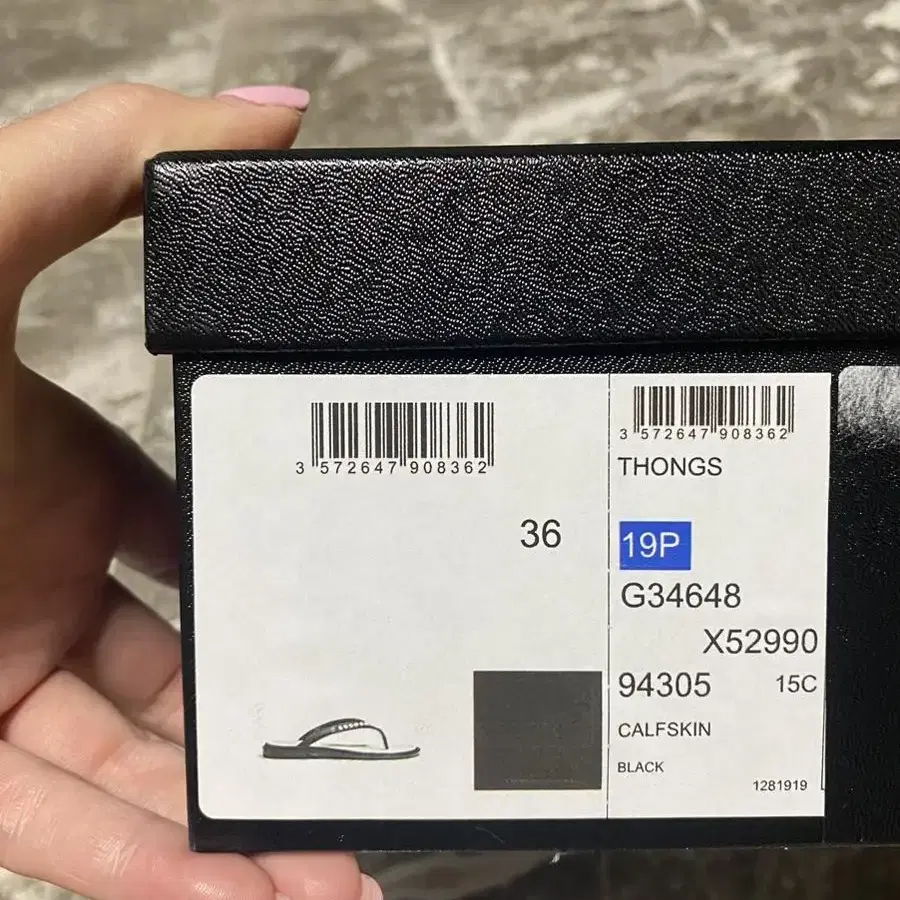 3 572647 908362
36
3 572647 908362
THONGS
19P
G34648
X52990
94305 15C
CALFSKIN
BLACK
1281919